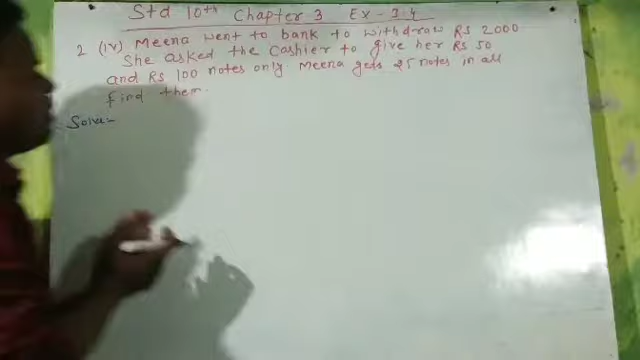 Std 10th Chapter 3 Ex - 3.4
2 (iv) Meena went to bank to withdraw Rs 2000
She asked the Cashier to give her Rs 50
and Rs 100 notes only Meena gets 25 notes in all
find them.